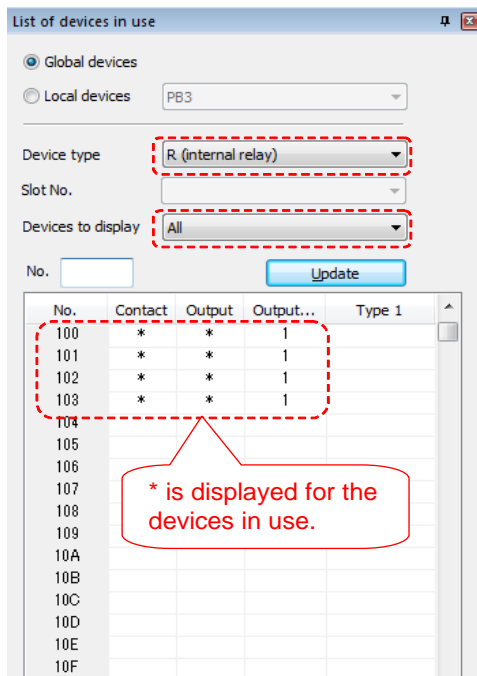 List of devices in use
Global devices
Local devices PB3
Device type R (internal relay)
Slot No.
Devices to display All
No. Update
No. Contact Output Output... Type 1
100 * * 1
101 * * 1
102 * * 1
103 * * 1
104
105
106
107
108
109
10A
10B
10C
10D
10E
10F
* is displayed for the
devices in use.